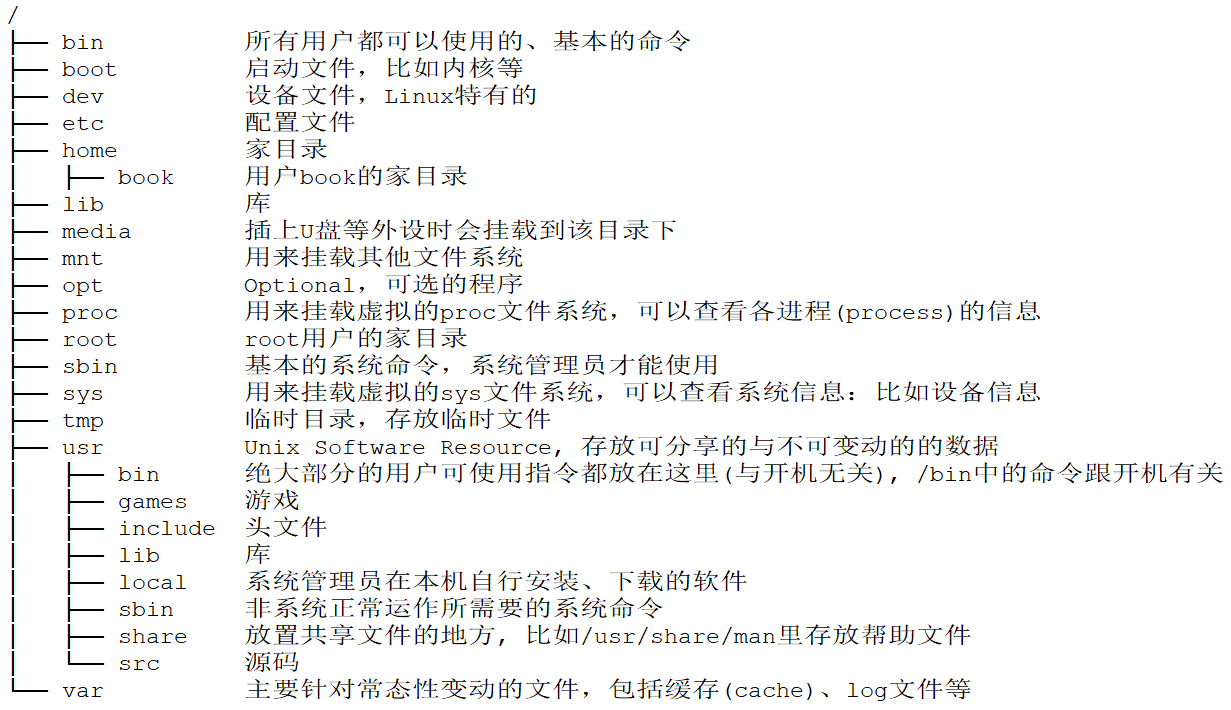 /
├── bin 所有用户都可以使用的、基本的命令
├── boot 启动文件，比如内核等
├── dev 设备文件，Linux特有的
├── etc 配置文件
├── home 家目录
│   ├── book 用户book的家目录
├── lib 库
├── media 插上U盘等外设时会挂载到该目录下
├── mnt 用来挂载其他文件系统
├── opt Optional，可选的程序
├── proc 用来挂载虚拟的proc文件系统，可以查看各进程(process)的信息
├── root root用户的家目录
├── sbin 基本的系统命令，系统管理员才能使用
├── sys 用来挂载虚拟的sys文件系统，可以查看系统信息：比如设备信息
├── tmp 临时目录，存放临时文件
├── usr Unix Software Resource, 存放可分享的与不可变动的的数据
│   ├── bin 绝大部分的用户可使用指令都放在这里(与开机无关), /bin中的命令跟开机有关
│   ├── games 游戏
│   ├── include 头文件
│   ├── lib 库
│   ├── local 系统管理员在本机自行安装、下载的软件
│   ├── sbin 非系统正常运作所需要的系统命令
│   ├── share 放置共享文件的地方, 比如/usr/share/man里存放帮助文件
│   └── src 源码
└── var 主要针对常态性变动的文件，包括缓存(cache)、log文件等